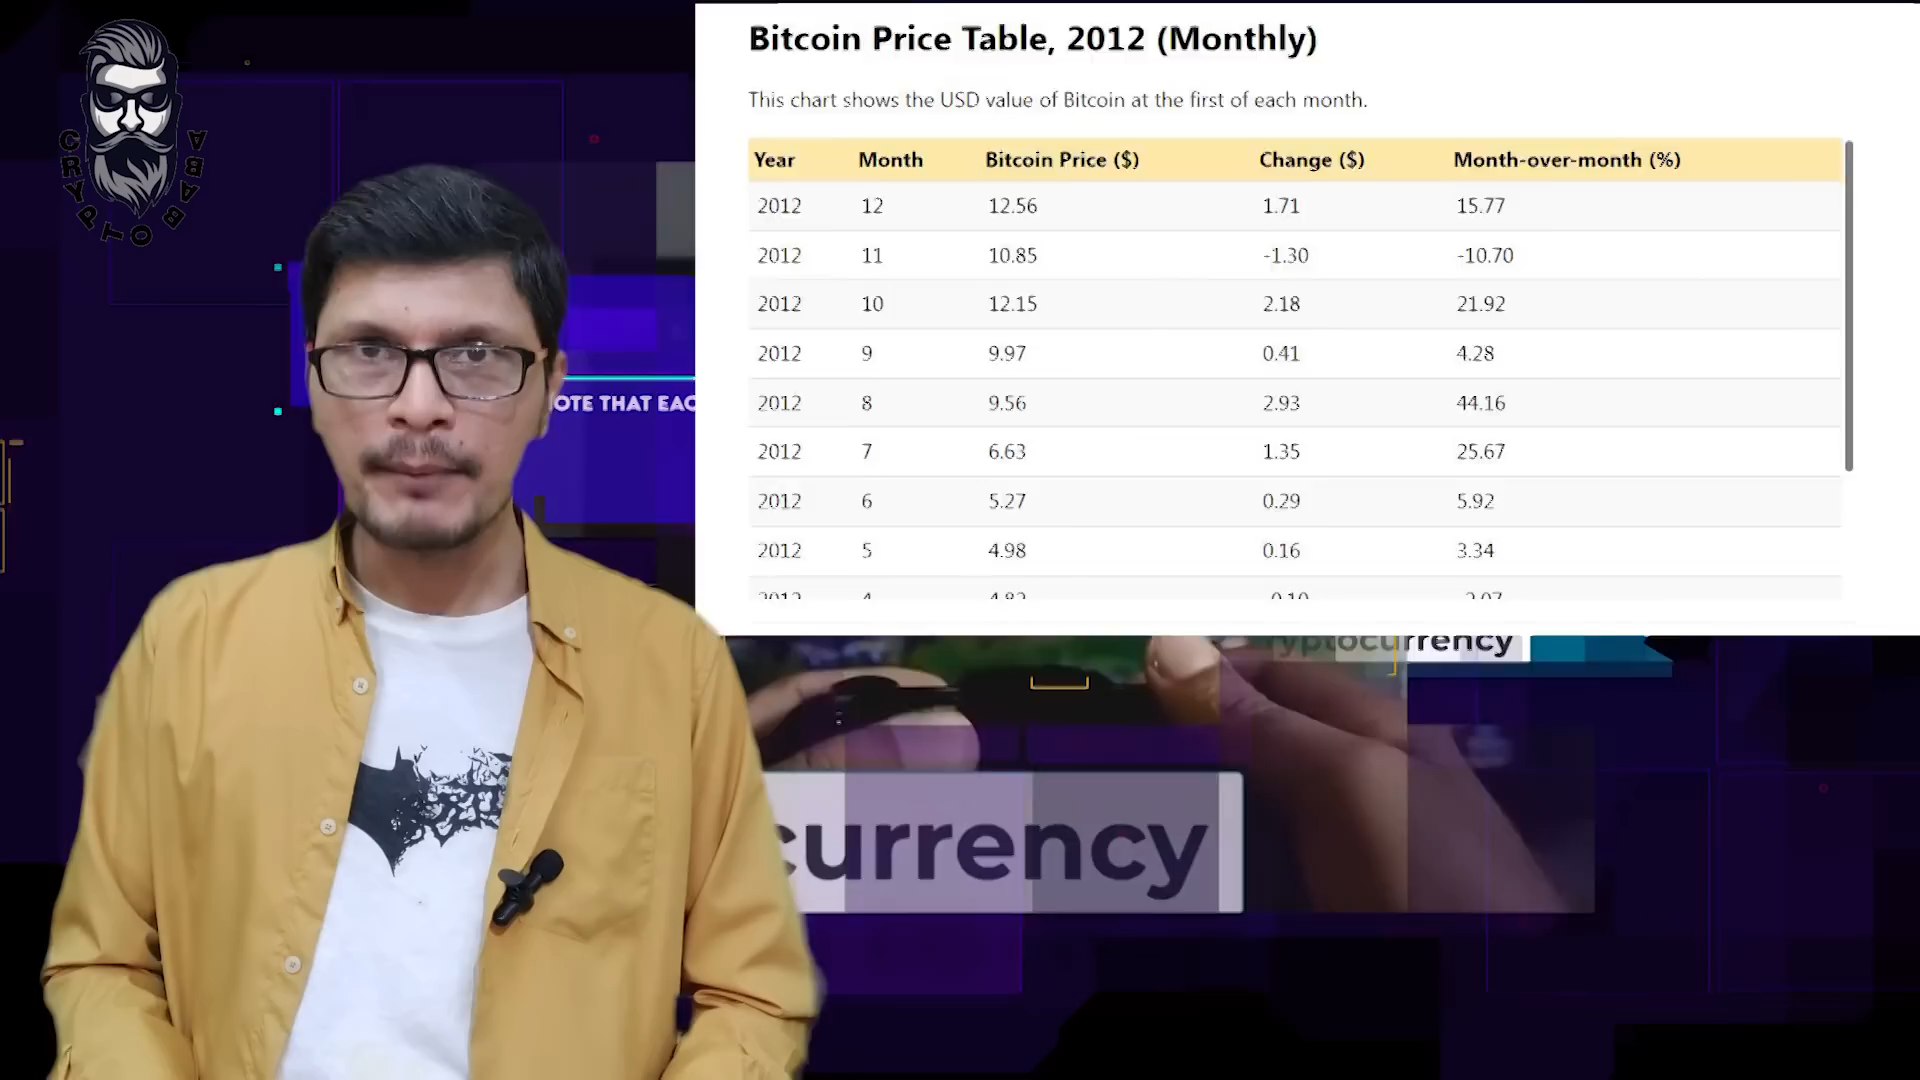 CRYPTO BABA
Bitcoin Price Table, 2012 (Monthly)
This chart shows the USD value of Bitcoin at the first of each month.
Year Month Bitcoin Price ($) Change ($) Month-over-month (%)
2012 12 12.56 1.71 15.77
2012 11 10.85 -1.30 -10.70
2012 10 12.15 2.18 21.92
2012 9 9.97 0.41 4.28
2012 8 9.56 2.93 44.16
2012 7 6.63 1.35 25.67
2012 6 5.27 0.29 5.92
2012 5 4.98 0.16 3.34
OTE THAT EAC
ryptocurrency
currency